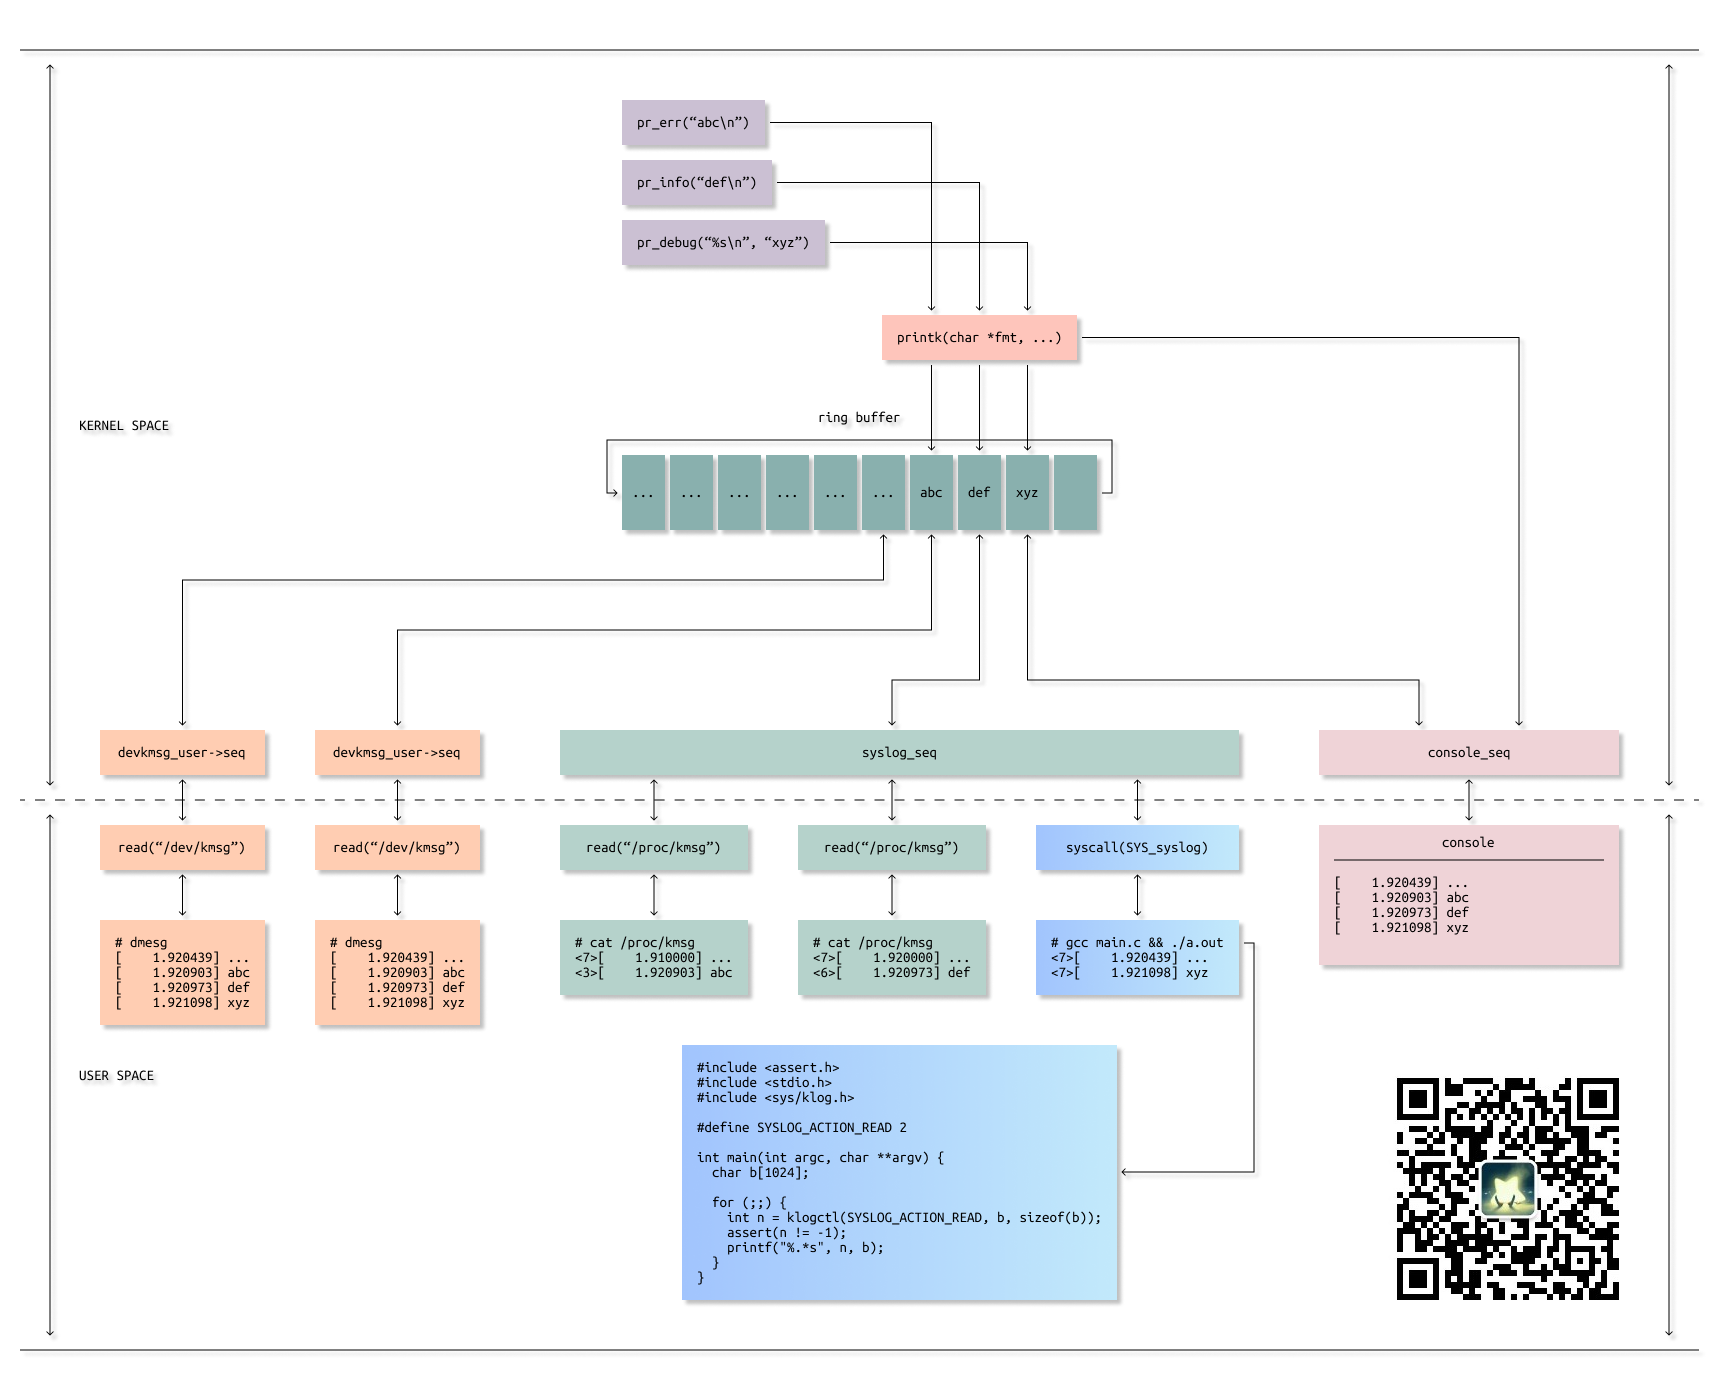 pr_err(“abc\n”)
pr_info(“def\n”)
pr_debug(“%s\n”, “xyz”)
printk(char *fmt, ...)
KERNEL SPACE
ring buffer
... ... ... ... ... ... abc def xyz
devkmsg_user->seq
devkmsg_user->seq
syslog_seq
console_seq
read(“/dev/kmsg”)
read(“/dev/kmsg”)
read(“/proc/kmsg”)
read(“/proc/kmsg”)
syscall(SYS_syslog)
console
[    1.920439] ...
[    1.920903] abc
[    1.920973] def
[    1.921098] xyz
# dmesg
[    1.920439] ...
[    1.920903] abc
[    1.920973] def
[    1.921098] xyz
# dmesg
[    1.920439] ...
[    1.920903] abc
[    1.920973] def
[    1.921098] xyz
# cat /proc/kmsg
<7>[    1.910000] ...
<3>[    1.920903] abc
# cat /proc/kmsg
<7>[    1.920000] ...
<6>[    1.920973] def
# gcc main.c && ./a.out
<7>[    1.920439] ...
<7>[    1.921098] xyz
USER SPACE
#include <assert.h>
#include <stdio.h>
#include <sys/klog.h>
#define SYSLOG_ACTION_READ 2
int main(int argc, char **argv) {
  char b[1024];
  for (;;) {
    int n = klogctl(SYSLOG_ACTION_READ, b, sizeof(b));
    assert(n != -1);
    printf("%.*s", n, b);
  }
}